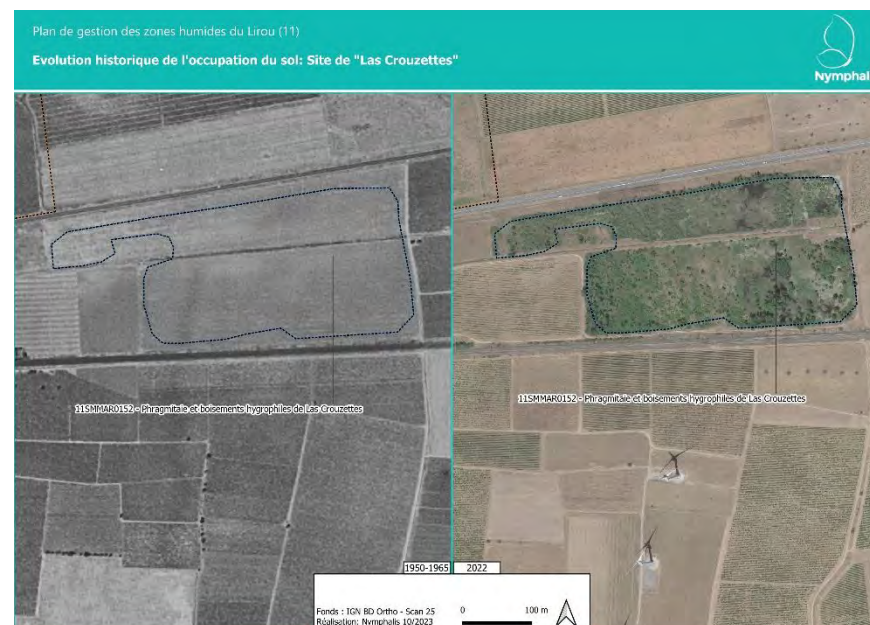 Plan de gestion des zones humides du Lirou (11)
Evolution historique de l'occupation du sol: Site de "Las Crouzettes"
Nymphal
11SMMAR0152 - Phragmitaie et boisements hygrophiles de Las Crouzettes
11SMMAR0152 - Phragmitaie et boisements hygrophiles de Las Crouzettes
1950-1965 2022
Fonds : IGN BD Ortho - Scan 25
Réalisation: Nymphalis 10/2023
0 100 m